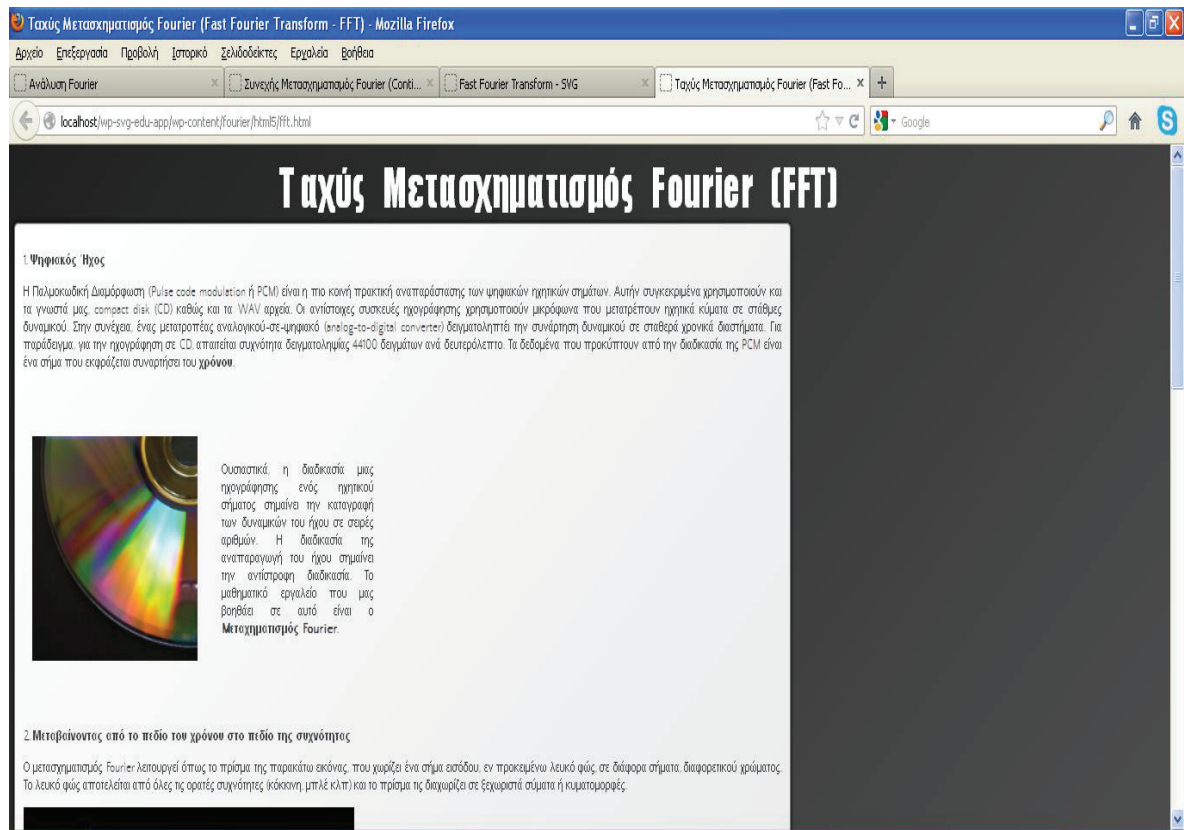 Ταχύς Μετασχηματισμός Fourier (Fast Fourier Transform - FFT) - Mozilla Firefox
Αρχείο Επεξεργασία Προβολή Ιστορικό Σελιδοδείκτες Εργαλεία Βοήθεια
Ανάλυση Fourier × Συνεχής Μετασχηματισμός Fourier (Conti... × Fast Fourier Transform - SVG × Ταχύς Μετασχηματισμός Fourier (Fast Fo... × +
localhost/wp-svg-edu-app/wp-content/fourier/html5/fft.html Google
Ταχύς Μετασχηματισμός Fourier (FFT)
1. Ψηφιακός Ήχος
Η Παλμοκωδική Διαμόρφωση (Pulse code modulation ή PCM) είναι η πιο κοινή πρακτική αναπαράστασης των ψηφιακών ηχητικών σημάτων. Αυτήν συγκεκριμένα χρησιμοποιούν και
τα γνωστά μας, compact disk (CD) καθώς και τα WAV αρχεία. Οι αντίστοιχες συσκευές ηχογράφησης χρησιμοποιούν μικρόφωνα που μετατρέπουν ηχητικά κύματα σε στάθμες
δυναμικού. Στην συνέχεια, ένας μετατροπέας αναλογικού-σε-ψηφιακό (analog-to-digital converter) δειγματοληπτεί την συνάρτηση δυναμικού σε σταθερά χρονικά διαστήματα. Για
παράδειγμα, για την ηχογράφηση σε CD, απαιτείται συχνότητα δειγματοληψίας 44100 δειγμάτων ανά δευτερόλεπτο. Τα δεδομένα που προκύπτουν από την διαδικασία της PCM είναι
ένα σήμα που εκφράζεται συναρτήσει του χρόνου.
Ουσιαστικά, η διαδικασία μιας
ηχογράφησης ενός ηχητικού
σήματος σημαίνει την καταγραφή
των δυναμικών του ήχου σε σειρές
αριθμών. Η διαδικασία της
αναπαραγωγή του ήχου σημαίνει
την αντίστροφη διαδικασία. Το
μαθηματικό εργαλείο που μας
βοηθάει σε αυτό είναι ο
Μεταχηματισμός Fourier.
2. Μεταβαίνοντας από το πεδίο του χρόνου στο πεδίο της συχνότητας
Ο μετασχηματισμός Fourier λειτουργεί όπως το πρίσμα της παρακάτω εικόνας, που χωρίζει ένα σήμα εισόδου, εν προκειμένω λευκό φώς, σε διάφορα σήματα, διαφορετικού χρώματος.
Το λευκό φώς αποτελείται από όλες τις ορατές συχνότητες (κόκκινη, μπλέ κλπ) και το πρίσμα τις διαχωρίζει σε ξεχωριστά σύματα ή κυματομορφές.